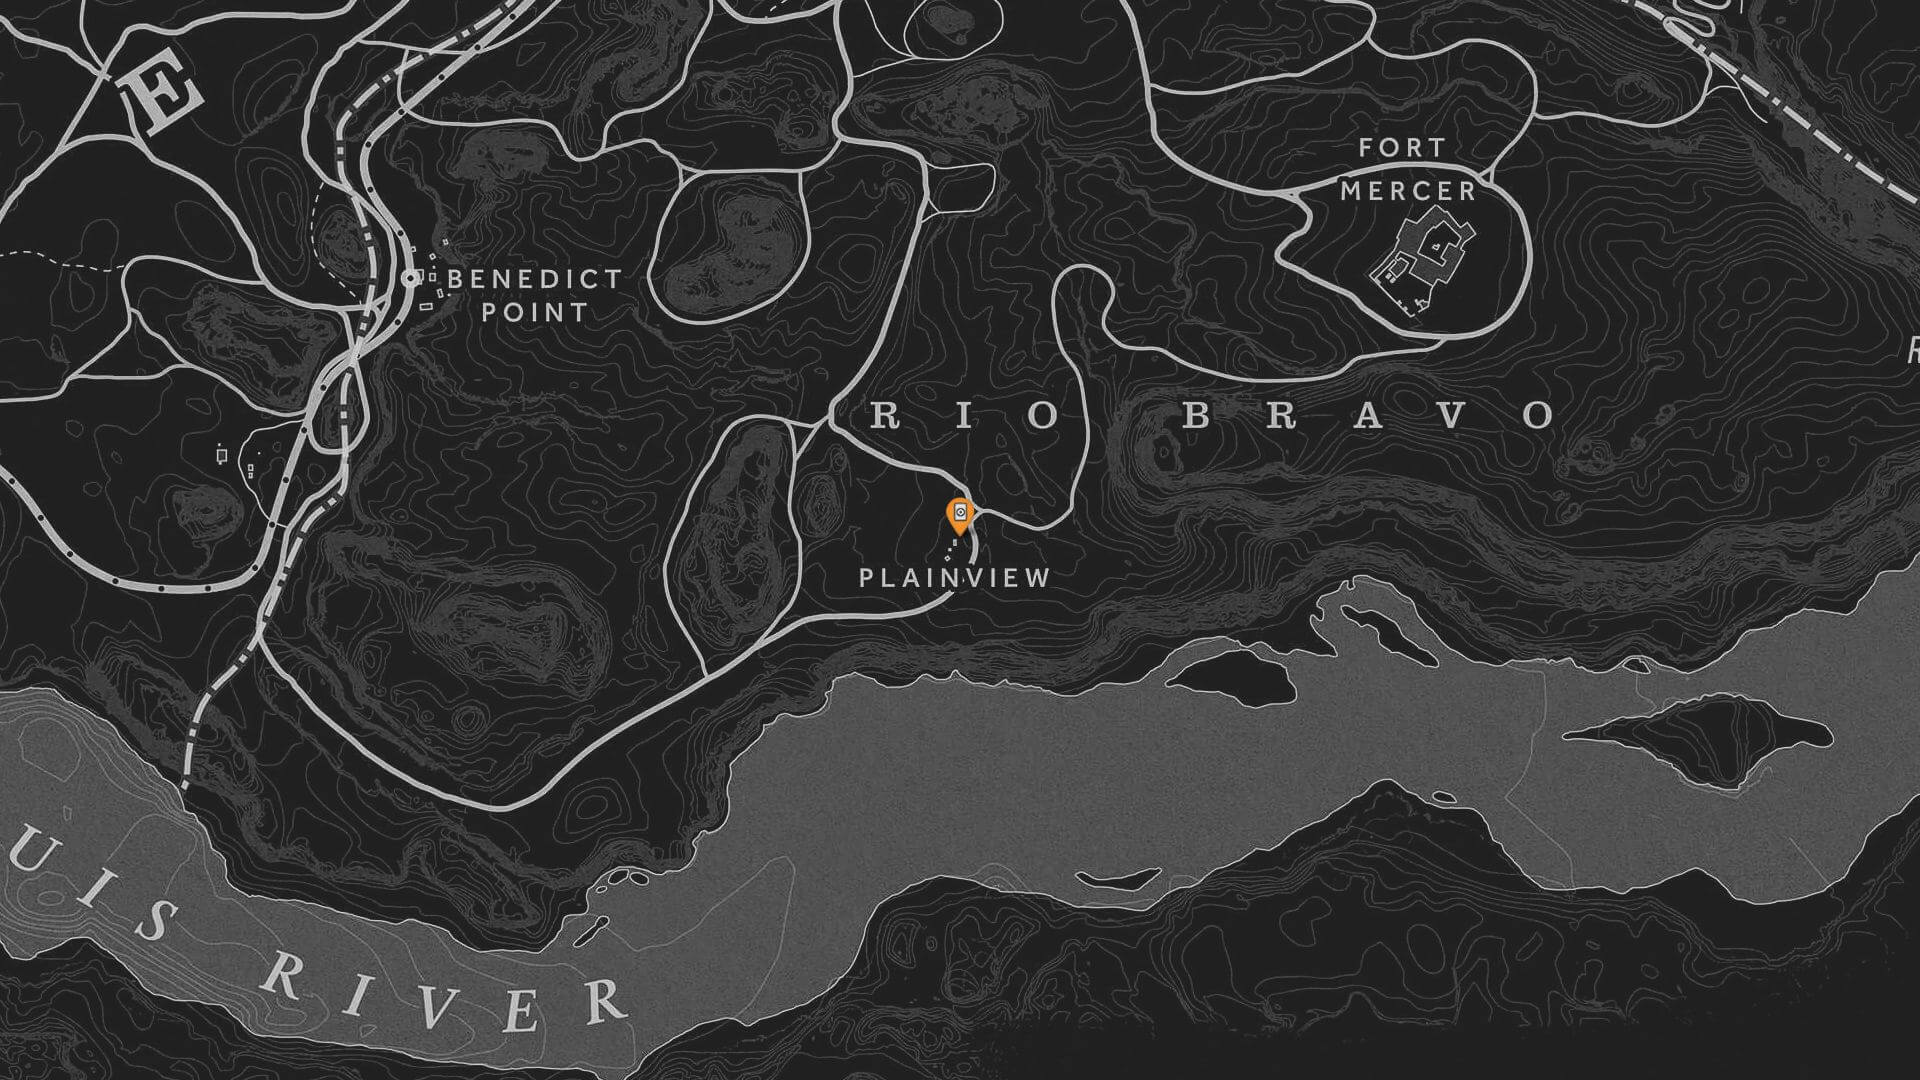 E
FORT
MERCER
BENEDICT
POINT
RIO BRAVO
PLAINVIEW
UIS RIVER